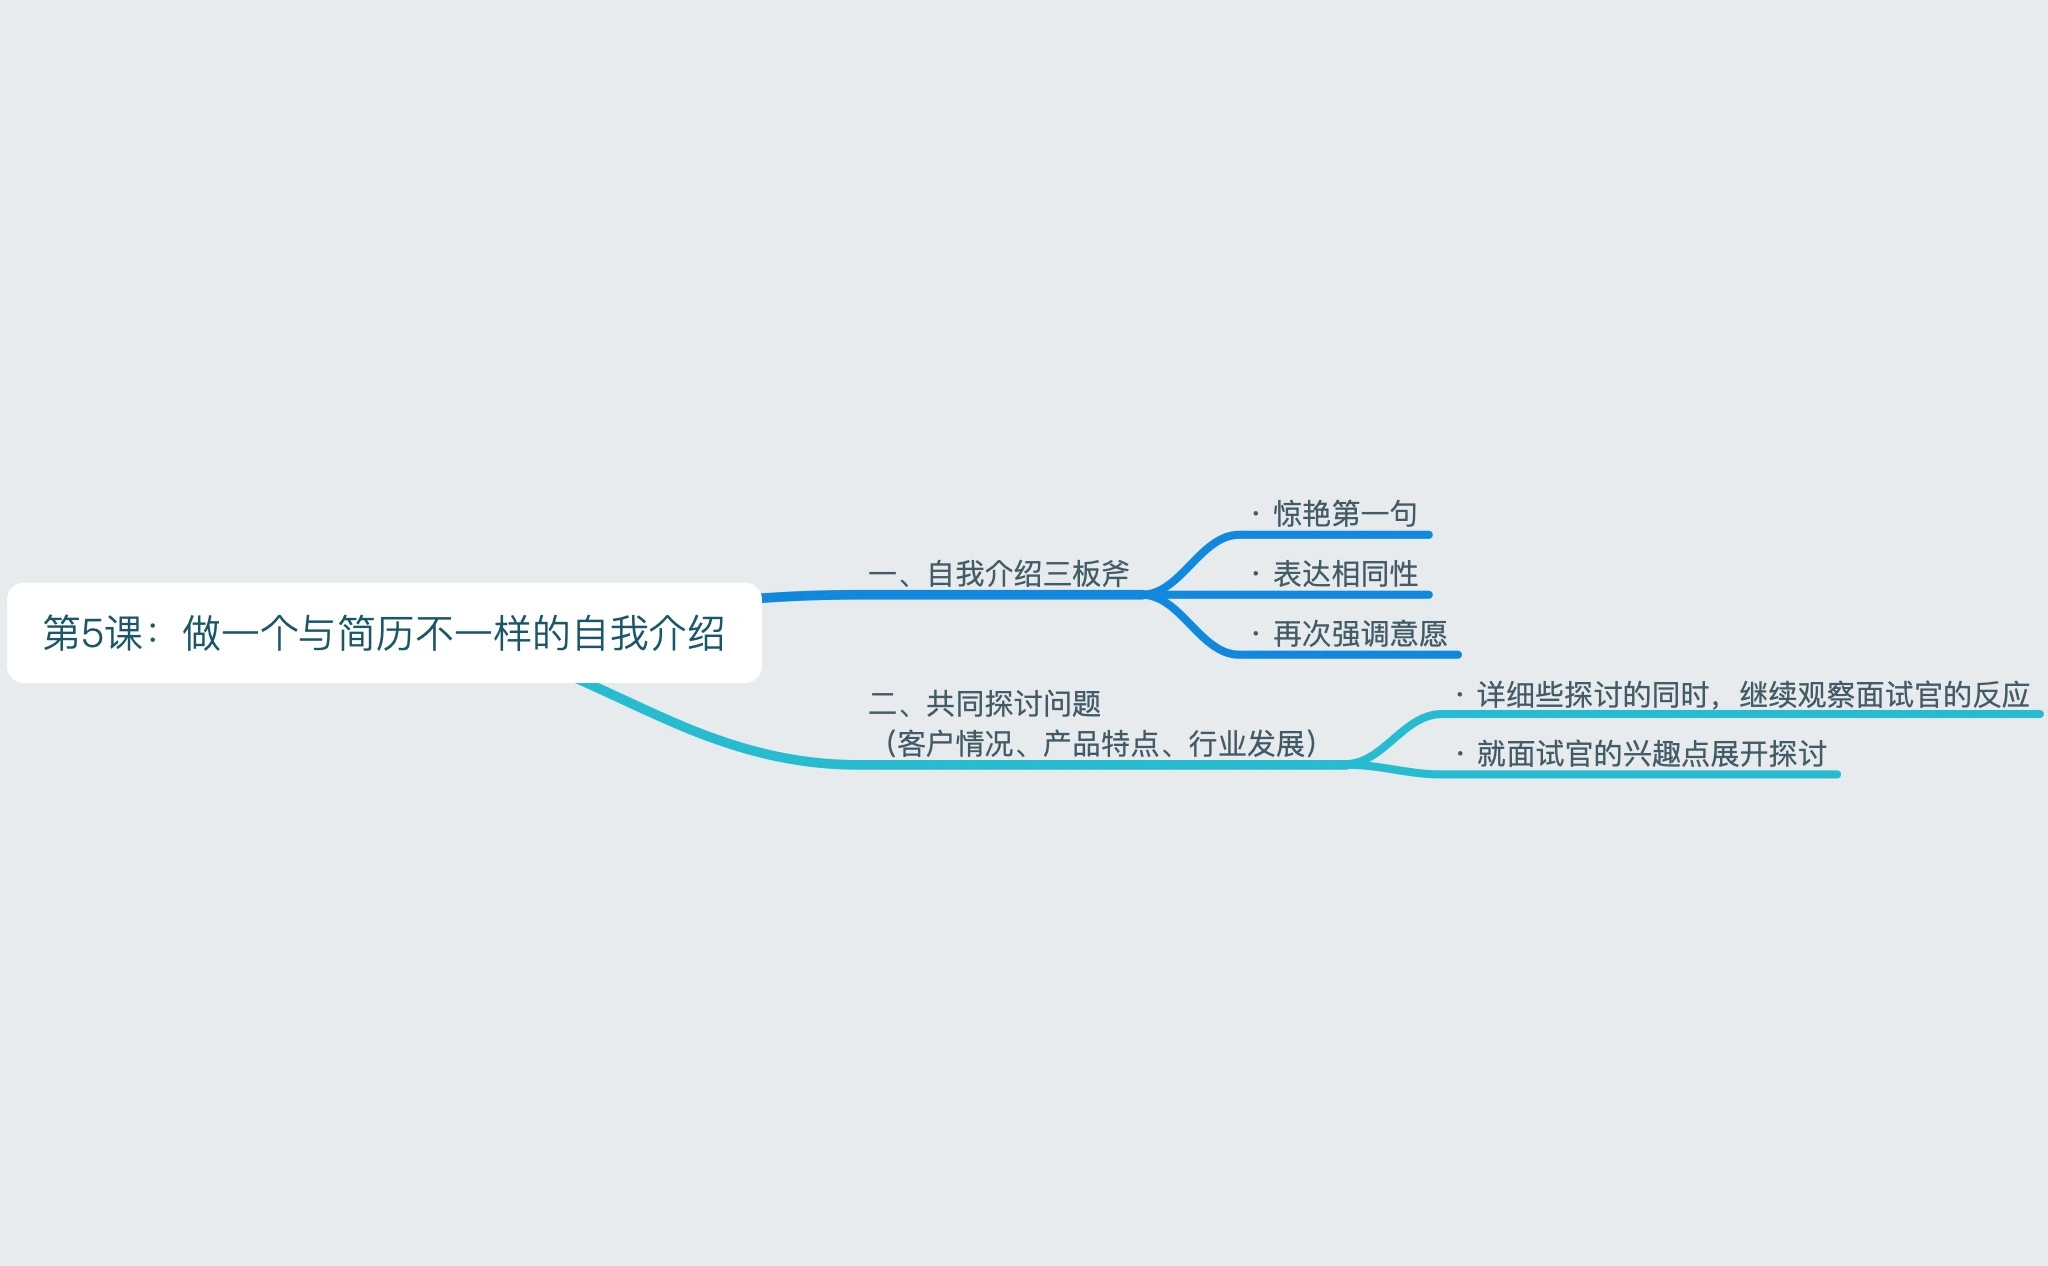 第5课：做一个与简历不一样的自我介绍
一、自我介绍三板斧
· 惊艳第一句
· 表达相同性
· 再次强调意愿
二、共同探讨问题
（客户情况、产品特点、行业发展）
· 详细些探讨的同时，继续观察面试官的反应
· 就面试官的兴趣点展开探讨